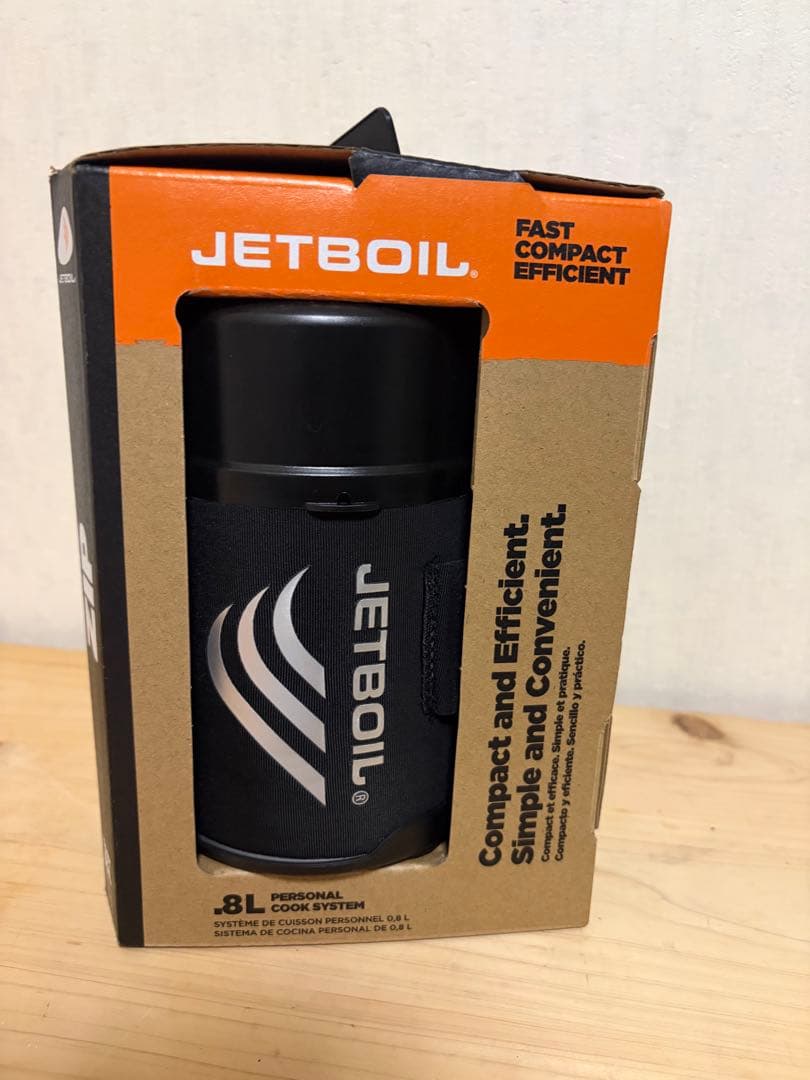 JETBOIL®
FAST
COMPACT
EFFICIENT
JETBOIL
ZIP
JETBOIL®
Compact and Efficient.
Simple and Convenient.
Compact et efficace. Simple et pratique.
Compacto y eficiente. Sencillo y práctico.
.8L PERSONAL
COOK SYSTEM
SYSTÈME DE CUISSON PERSONNEL 0,8 L
SISTEMA DE COCINA PERSONAL DE 0,8 L